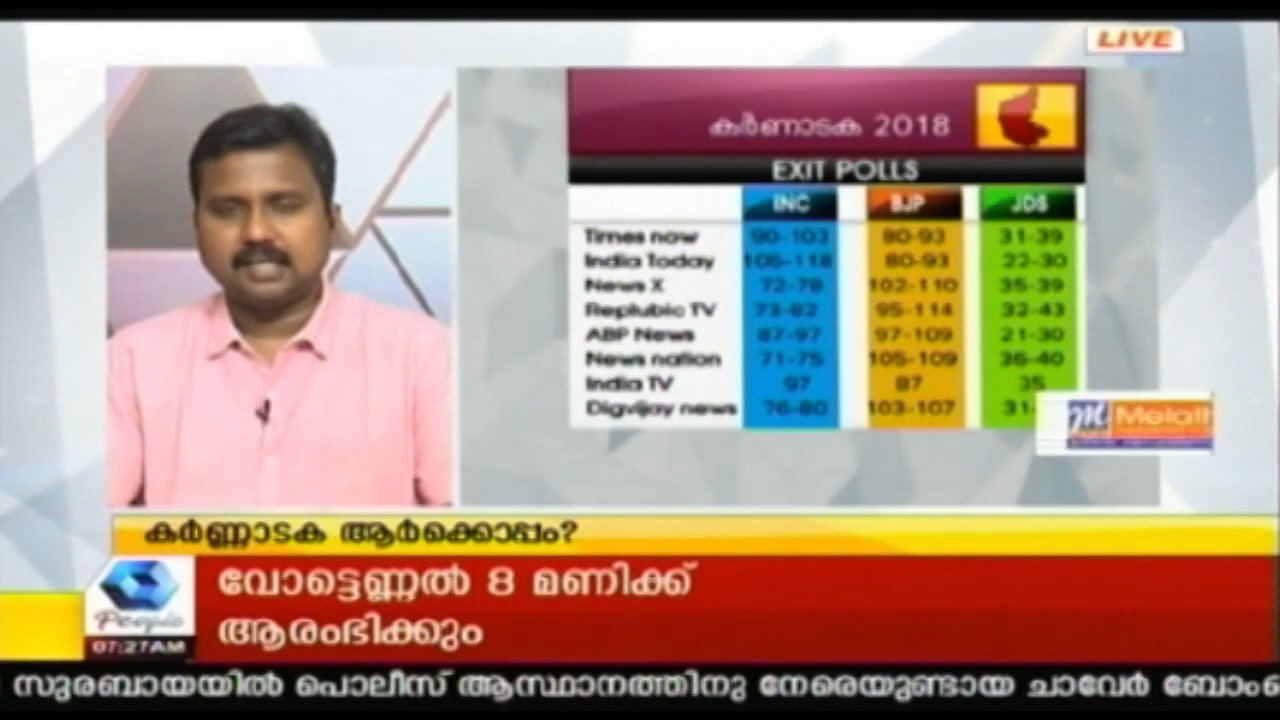 LIVE
കർണാടക 2018
EXIT POLLS
INC BJP JDS
Times now 90-103 80-93 31-39
India Today 106-118 80-93 22-30
News X 72-78 102-110 35-39
Replubic TV 73-82 95-114 32-43
ABP News 87-97 97-109 21-30
News nation 71-75 105-109 36-40
India TV 97 87 35
Digvijay news 76-80 103-107 31-
m Melath
കർണ്ണാടക ആർക്കൊപ്പം?
വോട്ടെണ്ണൽ 8 മണിക്ക്
ആരംഭിക്കും
People
07:27AM
സുരബായയിൽ പൊലീസ് ആസ്ഥാനത്തിനു നേരെയുണ്ടായ ചാവേർ